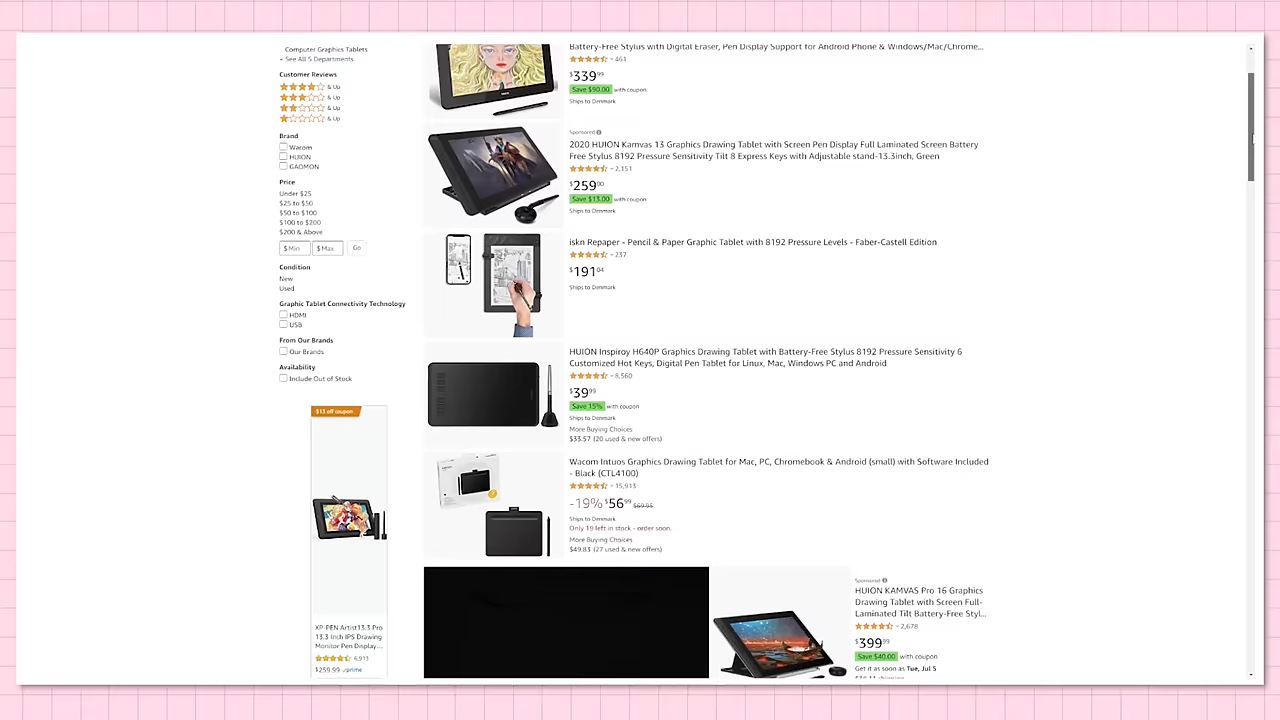 Computer Graphics Tablets
See All 5 Departments
Customer Reviews
& Up
& Up
& Up
& Up
Brand
Wacom
HUION
GAOMON
Price
Under $25
$25 to $50
$50 to $100
$100 to $200
$200 & Above
$ Min $ Max Go
Condition
New
Used
Graphic Tablet Connectivity Technology
HDMI
USB
From Our Brands
Our Brands
Availability
Include Out of Stock
$13 off coupon
XP-PEN Artist13.3 Pro
13.3 Inch IPS Drawing
Monitor Pen Display...
6,913
$259.99 prime
Battery-Free Stylus with Digital Eraser, Pen Display Support for Android Phone & Windows/Mac/Chrome...
461
$339.99
Save $90.00 with coupon
Ships to Denmark
Sponsored
2020 HUION Kamvas 13 Graphics Drawing Tablet with Screen Pen Display Full Laminated Screen Battery
Free Stylus 8192 Pressure Sensitivity Tilt 8 Express Keys with Adjustable stand-13.3inch, Green
2,151
$259.00
Save $13.00 with coupon
Ships to Denmark
iskn Repaper - Pencil & Paper Graphic Tablet with 8192 Pressure Levels - Faber-Castell Edition
237
$191.04
Ships to Denmark
HUION Inspiroy H640P Graphics Drawing Tablet with Battery-Free Stylus 8192 Pressure Sensitivity 6
Customized Hot Keys, Digital Pen Tablet for Linux, Mac, Windows PC and Android
8,560
$39.99
Save 15% with coupon
Ships to Denmark
More Buying Choices
$33.57 (20 used & new offers)
Wacom Intuos Graphics Drawing Tablet for Mac, PC, Chromebook & Android (small) with Software Included
- Black (CTL4100)
15,913
-19% $56.99 $69.95
Ships to Denmark
Only 19 left in stock - order soon.
More Buying Choices
$49.83 (27 used & new offers)
Sponsored
HUION KAMVAS Pro 16 Graphics
Drawing Tablet with Screen Full-
Laminated Tilt Battery-Free Styl...
2,678
$399.99
Save $40.00 with coupon
Get it as soon as Tue, Jul 5